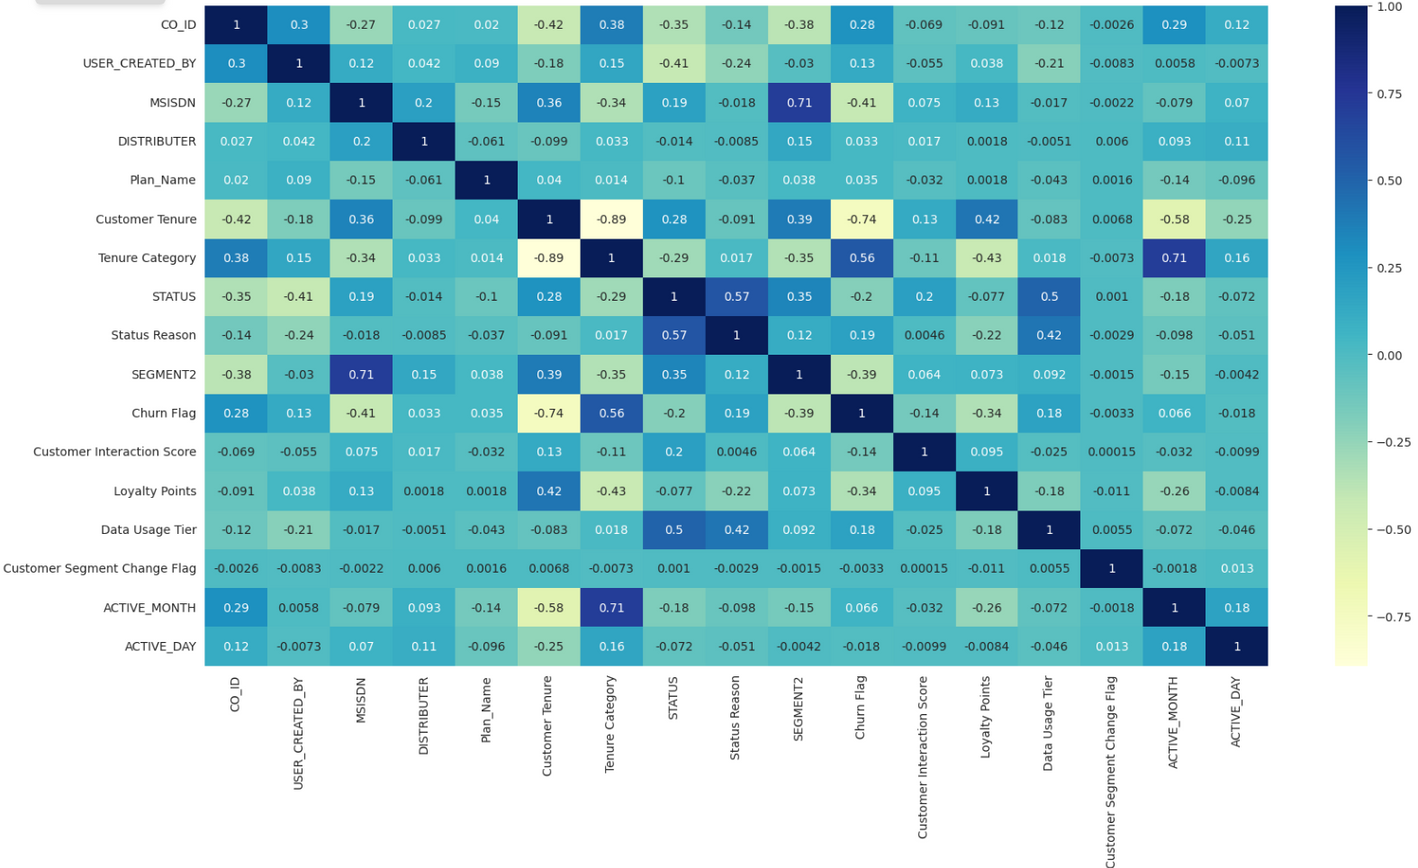 CO_ID 1 0.3 -0.27 0.027 0.02 -0.42 0.38 -0.35 -0.14 -0.38 0.28 -0.069 -0.091 -0.12 -0.0026 0.29 0.12
USER_CREATED_BY 0.3 1 0.12 0.042 0.09 -0.18 0.15 -0.41 -0.24 -0.03 0.13 -0.055 0.038 -0.21 -0.0083 0.0058 -0.0073
MSISDN -0.27 0.12 1 0.2 -0.15 0.36 -0.34 0.19 -0.018 0.71 -0.41 0.075 0.13 -0.017 -0.0022 -0.079 0.07
DISTRIBUTER 0.027 0.042 0.2 1 -0.061 -0.099 0.033 -0.014 -0.0085 0.15 0.033 0.017 0.0018 -0.0051 0.006 0.093 0.11
Plan_Name 0.02 0.09 -0.15 -0.061 1 0.04 0.014 -0.1 -0.037 0.038 0.035 -0.032 0.0018 -0.043 0.0016 -0.14 -0.096
Customer Tenure -0.42 -0.18 0.36 -0.099 0.04 1 -0.89 0.28 -0.091 0.39 -0.74 0.13 0.42 -0.083 0.0068 -0.58 -0.25
Tenure Category 0.38 0.15 -0.34 0.033 0.014 -0.89 1 -0.29 0.017 -0.35 0.56 -0.11 -0.43 0.018 -0.0073 0.71 0.16
STATUS -0.35 -0.41 0.19 -0.014 -0.1 0.28 -0.29 1 0.57 0.35 -0.2 0.2 -0.077 0.5 0.001 -0.18 -0.072
Status Reason -0.14 -0.24 -0.018 -0.0085 -0.037 -0.091 0.017 0.57 1 0.12 0.19 0.0046 -0.22 0.42 -0.0029 -0.098 -0.051
SEGMENT2 -0.38 -0.03 0.71 0.15 0.038 0.39 -0.35 0.35 0.12 1 -0.39 0.064 0.073 0.092 -0.0015 -0.15 -0.0042
Churn Flag 0.28 0.13 -0.41 0.033 0.035 -0.74 0.56 -0.2 0.19 -0.39 1 -0.14 -0.34 0.18 -0.0033 0.066 -0.018
Customer Interaction Score -0.069 -0.055 0.075 0.017 -0.032 0.13 -0.11 0.2 0.0046 0.064 -0.14 1 0.095 -0.025 0.00015 -0.032 -0.0099
Loyalty Points -0.091 0.038 0.13 0.0018 0.0018 0.42 -0.43 -0.077 -0.22 0.073 -0.34 0.095 1 -0.18 -0.011 -0.26 -0.0084
Data Usage Tier -0.12 -0.21 -0.017 -0.0051 -0.043 -0.083 0.018 0.5 0.42 0.092 0.18 -0.025 -0.18 1 0.0055 -0.072 -0.046
Customer Segment Change Flag -0.0026 -0.0083 -0.0022 0.006 0.0016 0.0068 -0.0073 0.001 -0.0029 -0.0015 -0.0033 0.00015 -0.011 0.0055 1 -0.0018 0.013
ACTIVE_MONTH 0.29 0.0058 -0.079 0.093 -0.14 -0.58 0.71 -0.18 -0.098 -0.15 0.066 -0.032 -0.26 -0.072 -0.0018 1 0.18
ACTIVE_DAY 0.12 -0.0073 0.07 0.11 -0.096 -0.25 0.16 -0.072 -0.051 -0.0042 -0.018 -0.0099 -0.0084 -0.046 0.013 0.18 1
CO_ID
USER_CREATED_BY
MSISDN
DISTRIBUTER
Plan_Name
Customer Tenure
Tenure Category
STATUS
Status Reason
SEGMENT2
Churn Flag
Customer Interaction Score
Loyalty Points
Data Usage Tier
Customer Segment Change Flag
ACTIVE_MONTH
ACTIVE_DAY
1.00
0.75
0.50
0.25
0.00
−0.25
−0.50
−0.75